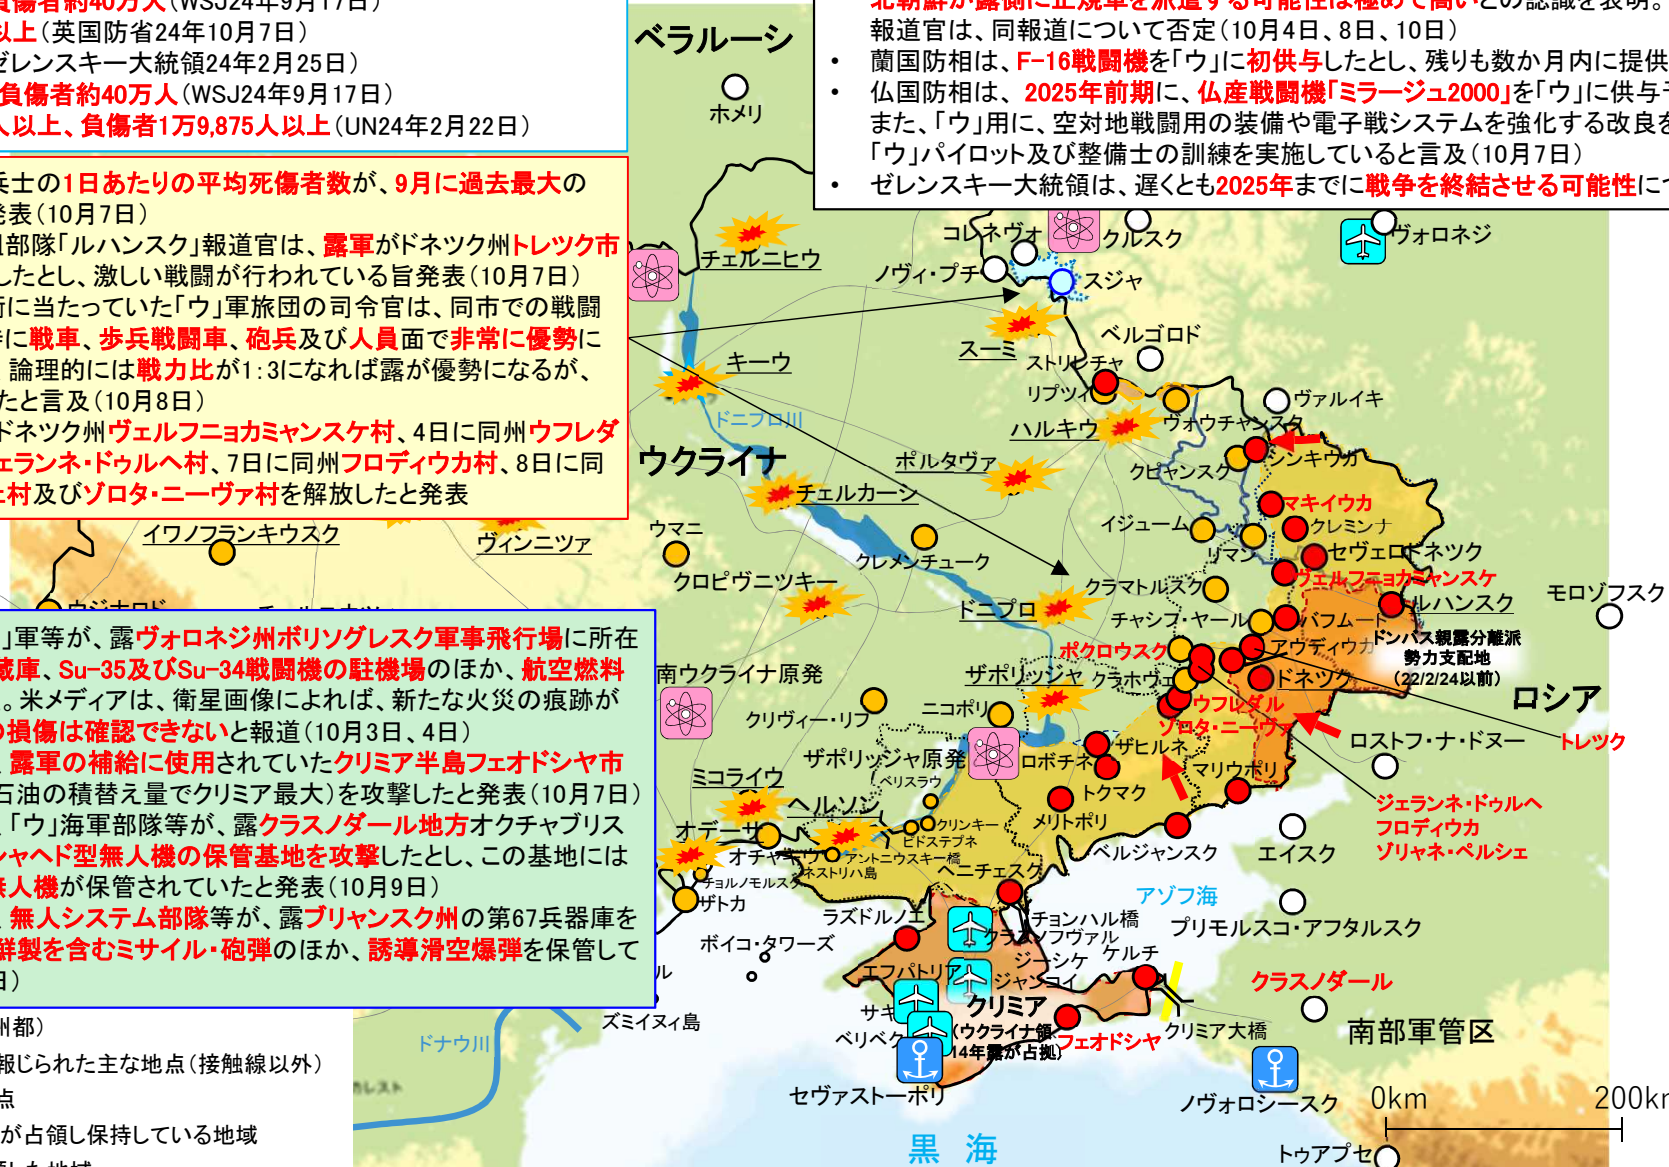 負傷者約40万人(WSJ24年9月17日)
以上(英国防省24年10月7日)
ゼレンスキー大統領24年2月25日)
負傷者約40万人(WSJ24年9月17日)
人以上、負傷者1万9,875人以上(UN24年2月22日)
北朝鮮が露側に正規軍を派遣する可能性は極めて高いとの認識を表明。
報道官は、同報道について否定(10月4日、8日、10日)
• 蘭国防相は、F-16戦闘機を「ウ」に初供与したとし、残りも数か月内に提供
• 仏国防相は、2025年前期に、仏産戦闘機「ミラージュ2000」を「ウ」に供与予
また、「ウ」用に、空対地戦闘用の装備や電子戦システムを強化する改良を
「ウ」パイロット及び整備士の訓練を実施していると言及(10月7日)
• ゼレンスキー大統領は、遅くとも2025年までに戦争を終結させる可能性につ
兵士の1日あたりの平均死傷者数が、9月に過去最大の
発表(10月7日)
部隊「ルハンスク」報道官は、露軍がドネツク州トレツク市
したとし、激しい戦闘が行われている旨発表(10月7日)
に当たっていた「ウ」軍旅団の司令官は、同市での戦闘
に戦車、歩兵戦闘車、砲兵及び人員面で非常に優勢に
論理的には戦力比が1:3になれば露が優勢になるが、
たと言及(10月8日)
ドネツク州ヴェルフニョカミャンスケ村、4日に同州ウフレダ
ェランネ・ドゥルヘ村、7日に同州フロディウカ村、8日に同
村及びゾロタ・ニーヴァ村を解放したと発表
」軍等が、露ヴォロネジ州ボリソグレスク軍事飛行場に所在
蔵庫、Su-35及びSu-34戦闘機の駐機場のほか、航空燃料
。米メディアは、衛星画像によれば、新たな火災の痕跡が
の損傷は確認できないと報道(10月3日、4日)
、露軍の補給に使用されていたクリミア半島フェオドシヤ市
石油の積替え量でクリミア最大)を攻撃したと発表(10月7日)
、「ウ」海軍部隊等が、露クラスノダール地方オクチャブリス
シャヘド型無人機の保管基地を攻撃したとし、この基地には
無人機が保管されていたと発表(10月9日)
、無人システム部隊等が、露ブリャンスク州の第67兵器庫を
鮮製を含むミサイル・砲弾のほか、誘導滑空爆弾を保管して
日)
州都)
報じられた主な地点(接触線以外)
点
が占領し保持している地域
した地域
ベラルーシ
ホメリ
チェルニヒウ
コレネヴォ
クルスク
ヴォロネジ
ノヴィ・プチ
スジャ
スーミ
ベルゴロド
ストリレチャ
リプツィ
キーウ
ドニプロ川
ハルキウ
ヴォウチャンスク
ヴァルイキ
ウクライナ
ポルタヴァ
クピャンスク
シンキウカ
チェルカーシ
マキイウカ
イワノフランキウスク
ヴィンニツァ
ウマニ
クレメンチューク
イジューム
クレミンナ
リマン
セヴェロドネツク
クロピヴニツキー
クラマトルスク
ヴェルフニョカミャンスケ
ウジホロド
ドニプロ
チャシブ・ヤール
バフムート
ルハンスク
モロゾフスク
ポクロウスク
アウディウカ
ドンバス親露分離派
勢力支配地
(22/2/24以前)
南ウクライナ原発
ザポリッシャ
クラホヴェ
ドネツク
ロシア
クリヴィー・リフ
ニコポリ
ウフレダル
ゾロタ・ニーヴァ
トレツク
ザポリッジャ原発
ロボチネ
ザヒルネ
ロストフ・ナ・ドヌー
ミコライウ
ベリスラウ
マリウポリ
ヘルソン
トクマク
ジェランネ・ドゥルヘ
フロディウカ
ゾリャネ・ペルシェ
オデーサ
クリンキー
ピドステプネ
メリトポリ
オチャキウ
アントニウスキー橋
ネストリハ島
ベルジャンスク
エイスク
チョルノモルスク
ザトカ
ヘニチェスク
アゾフ海
ラズドルノエ
チョンハル橋
プリモルスコ・アフタルスク
ボイコ・タワーズ
クラスノフヴァル
ジーシケ
ケルチ
エフパトリア
ジャンコイ
クラスノダール
サキ
クリミア
(ウクライナ領
14年露が占拠)
ズミイヌィ島
ベリベク
フェオドシヤ
クリミア大橋
南部軍管区
ドナウ川
セヴァストーポリ
ノヴォロシースク
0km
200km
黒 海
トゥアプセ